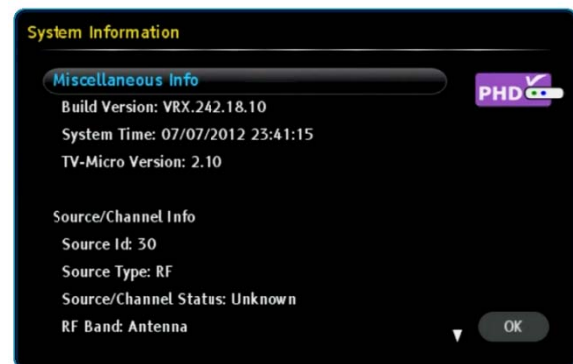 System Information
Miscellaneous Info
PHD
Build Version: VRX.242.18.10
System Time: 07/07/2012 23:41:15
TV-Micro Version: 2.10
Source/Channel Info
Source Id: 30
Source Type: RF
Source/Channel Status: Unknown
RF Band: Antenna
OK